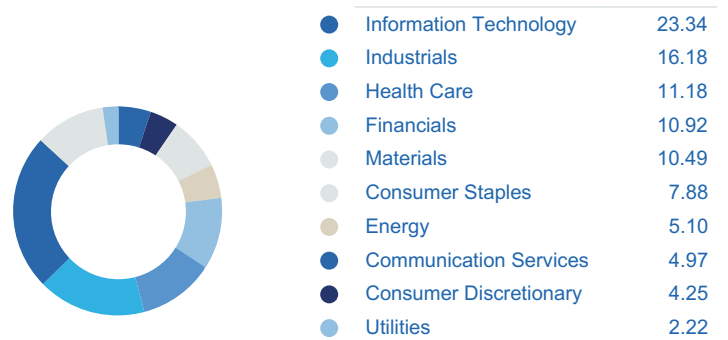 Information Technology 23.34
Industrials 16.18
Health Care 11.18
Financials 10.92
Materials 10.49
Consumer Staples 7.88
Energy 5.10
Communication Services 4.97
Consumer Discretionary 4.25
Utilities 2.22